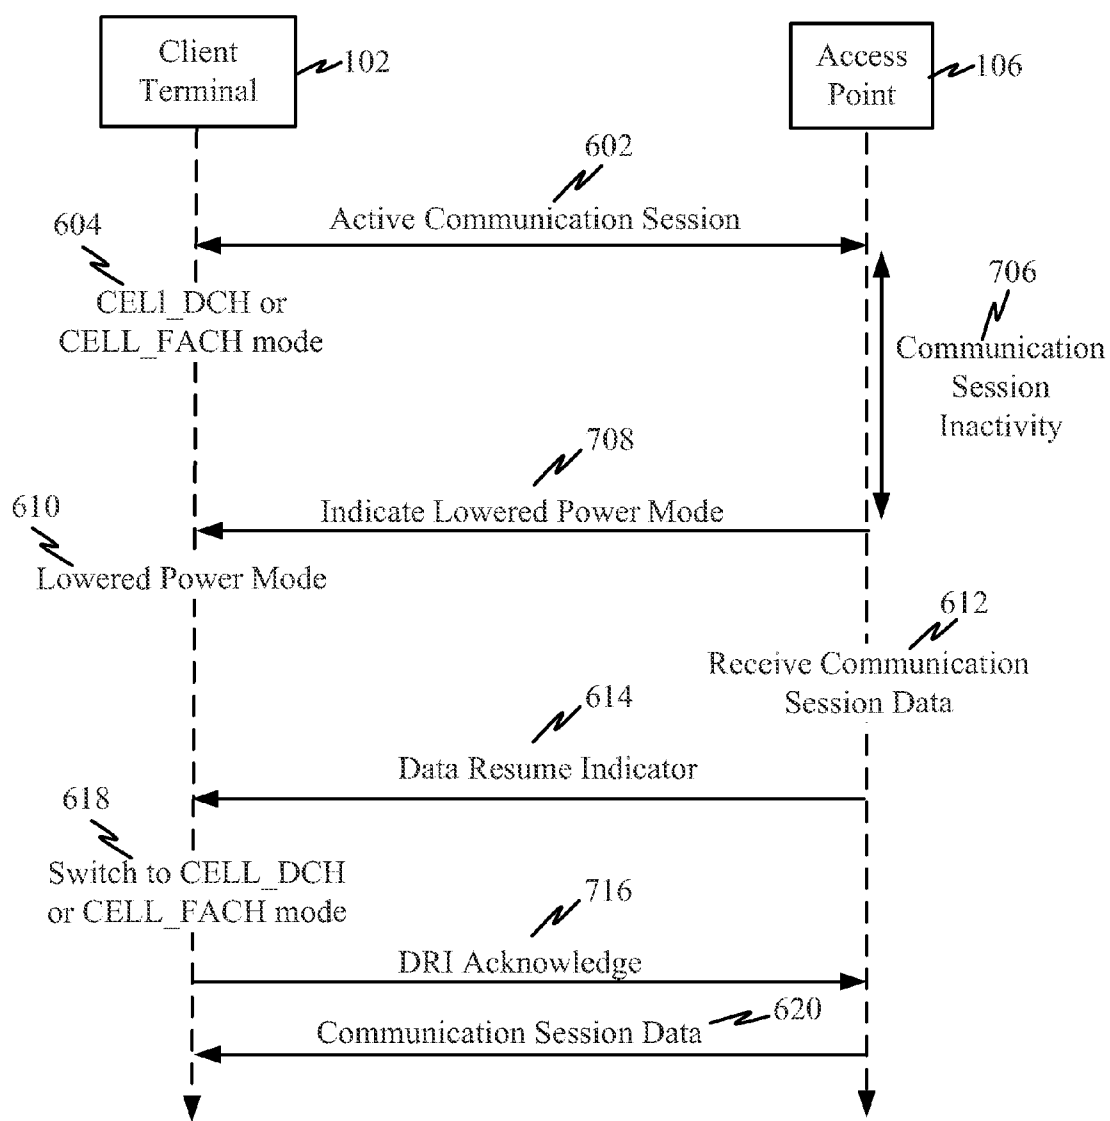 Client
Terminal
102
Access
Point
106
602
Active Communication Session
604
CELl_DCH or
CELL_FACH mode
706
Communication
Session
Inactivity
708
Indicate Lowered Power Mode
610
Lowered Power Mode
612
Receive Communication
Session Data
614
Data Resume Indicator
618
Switch to CELL_DCH
or CELL_FACH mode
716
DRI Acknowledge
620
Communication Session Data